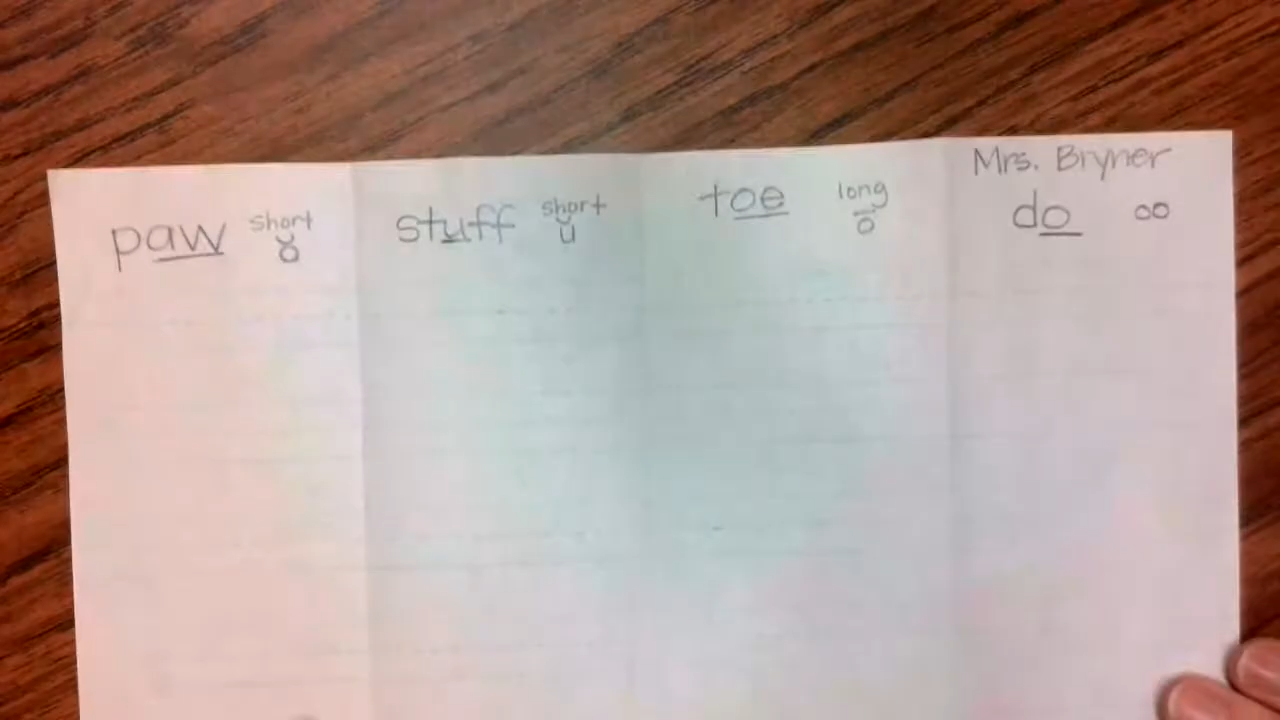 Mrs. Bryner
paw short ŏ
stuff short ŭ
toe long ō
do oo